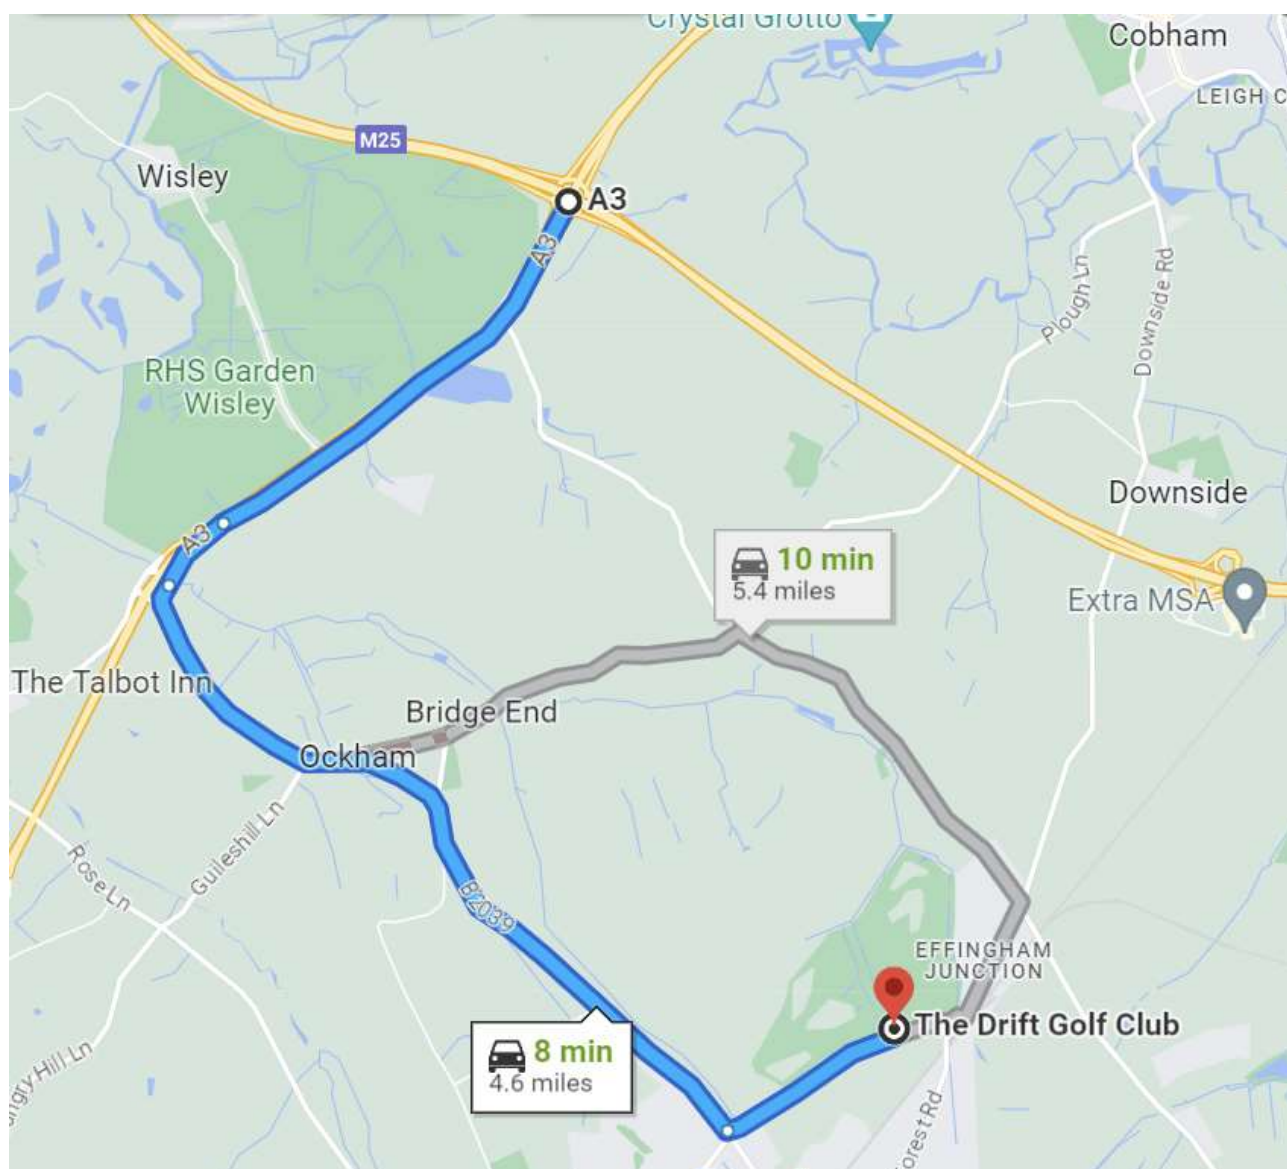 Crystal Grotto
Cobham
LEIGH C
M25
Wisley
A3
A3
Plough Ln
Downside Rd
RHS Garden
Wisley
Downside
A3
10 min
5.4 miles
Extra MSA
The Talbot Inn
Bridge End
Ockham
Guileshill Ln
Rose Ln
B2039
EFFINGHAM
JUNCTION
The Drift Golf Club
8 min
4.6 miles
ngry Hill Ln
orest Rd